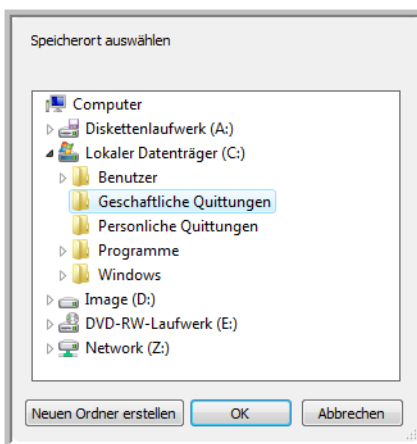 Speicherort auswählen
Computer
Diskettenlaufwerk (A:)
Lokaler Datenträger (C:)
Benutzer
Geschaftliche Quittungen
Personliche Quittungen
Programme
Windows
Image (D:)
DVD-RW-Laufwerk (E:)
Network (Z:)
Neuen Ordner erstellen OK Abbrechen